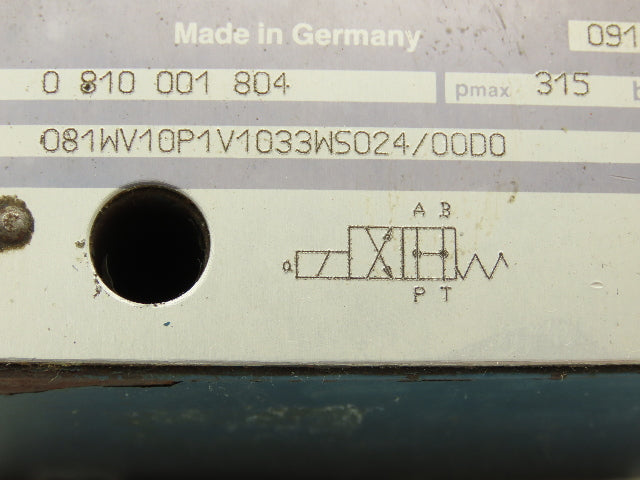 Made in Germany
091
0 810 001 804
pmax 315
081WV10P1V1033WS024/00D0
A B
a
P T